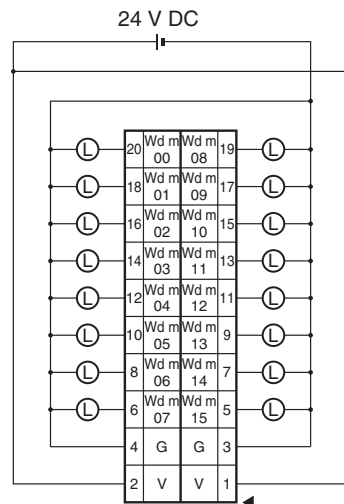 24 V DC
L 20 Wd m 00 Wd m 08 19 L
L 18 Wd m 01 Wd m 09 17 L
L 16 Wd m 02 Wd m 10 15 L
L 14 Wd m 03 Wd m 11 13 L
L 12 Wd m 04 Wd m 12 11 L
L 10 Wd m 05 Wd m 13 9 L
L 8 Wd m 06 Wd m 14 7 L
L 6 Wd m 07 Wd m 15 5 L
4 G G 3
2 V V 1